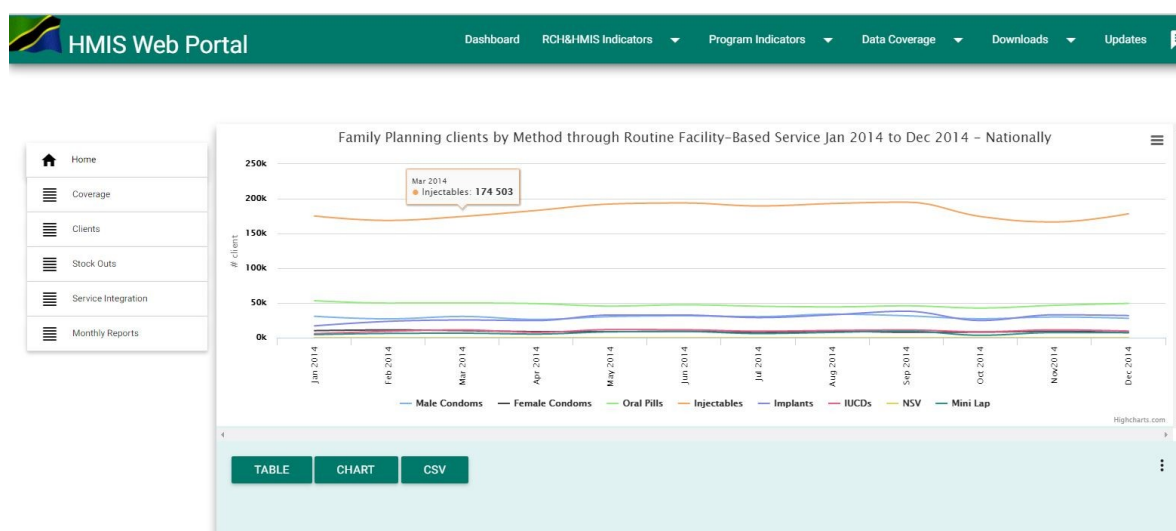 HMIS Web Portal
Dashboard RCH&HMIS Indicators Program Indicators Data Coverage Downloads Updates
Home
Coverage
Clients
Stock Outs
Service Integration
Monthly Reports
Family Planning clients by Method through Routine Facility-Based Service Jan 2014 to Dec 2014 - Nationally
250k
200k
150k
100k
50k
0k
# client
Mar 2014
Injectables: 174 503
Jan 2014
Feb 2014
Mar 2014
Apr 2014
May 2014
Jun 2014
Jul 2014
Aug 2014
Sep 2014
Oct 2014
Nov2014
Dec 2014
Male Condoms Female Condoms Oral Pills Injectables Implants IUCDs NSV Mini Lap
Highcharts.com
TABLE CHART CSV